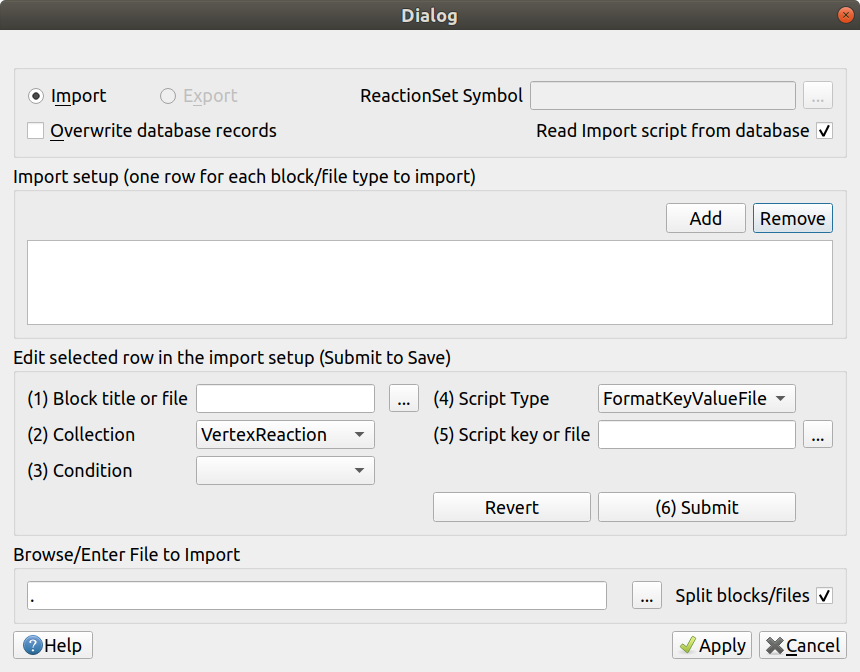 Dialog
Import Export ReactionSet Symbol ...
Overwrite database records Read Import script from database
Import setup (one row for each block/file type to import)
Add Remove
Edit selected row in the import setup (Submit to Save)
(1) Block title or file ... (4) Script Type FormatKeyValueFile
(2) Collection VertexReaction (5) Script key or file ...
(3) Condition
Revert (6) Submit
Browse/Enter File to Import
. ... Split blocks/files
Help Apply Cancel